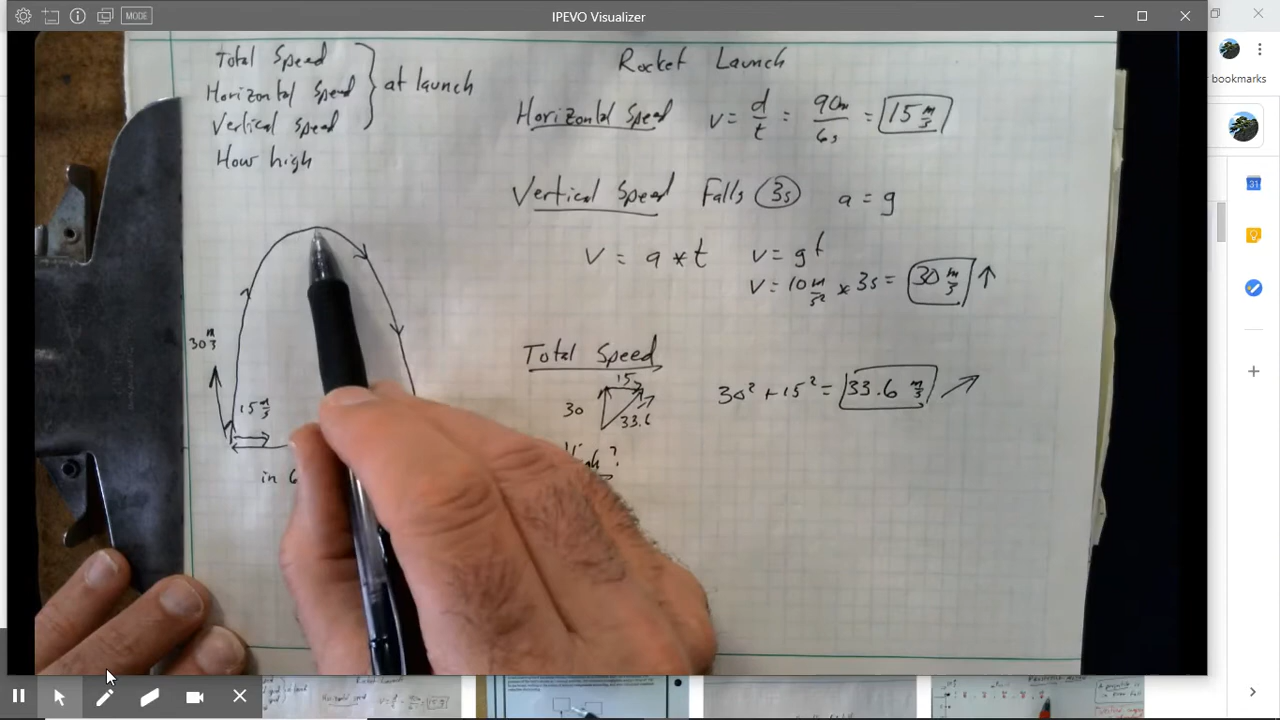 IPEVO Visualizer
MODE
bookmarks
31
Total Speed
Horizontal Speed
Vertical Speed
at launch
How high
Rocket Launch
Horizontal Speed v = d/t = 90m/6s = 15 m/s
Vertical Speed Falls 3s a = g
v = a * t v = gt
v = 10 m/s² * 3s = 30 m/s ↑
30 m/s
15 m/s
in 6
Total Speed
15
30
33.6
30² + 15² = 33.6 m/s
High?